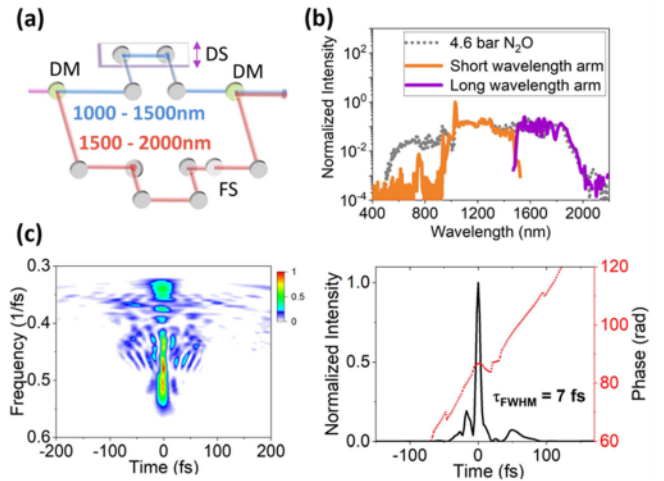 (a)
DS
DM
DM
1000 - 1500nm
1500 - 2000nm
FS
(b)
4.6 bar N₂O
Short wavelength arm
Long wavelength arm
Normalized Intensity
10²
10⁰
10⁻²
10⁻⁴
400
800
1200
1600
2000
Wavelength (nm)
(c)
Frequency (1/fs)
0.3
0.4
0.5
0.6
1
0.5
0
-200
-100
0
100
200
Time (fs)
Normalized Intensity
1.0
0.5
0.0
τFWHM = 7 fs
120
100
80
60
Phase (rad)
-100
0
100
Time (fs)